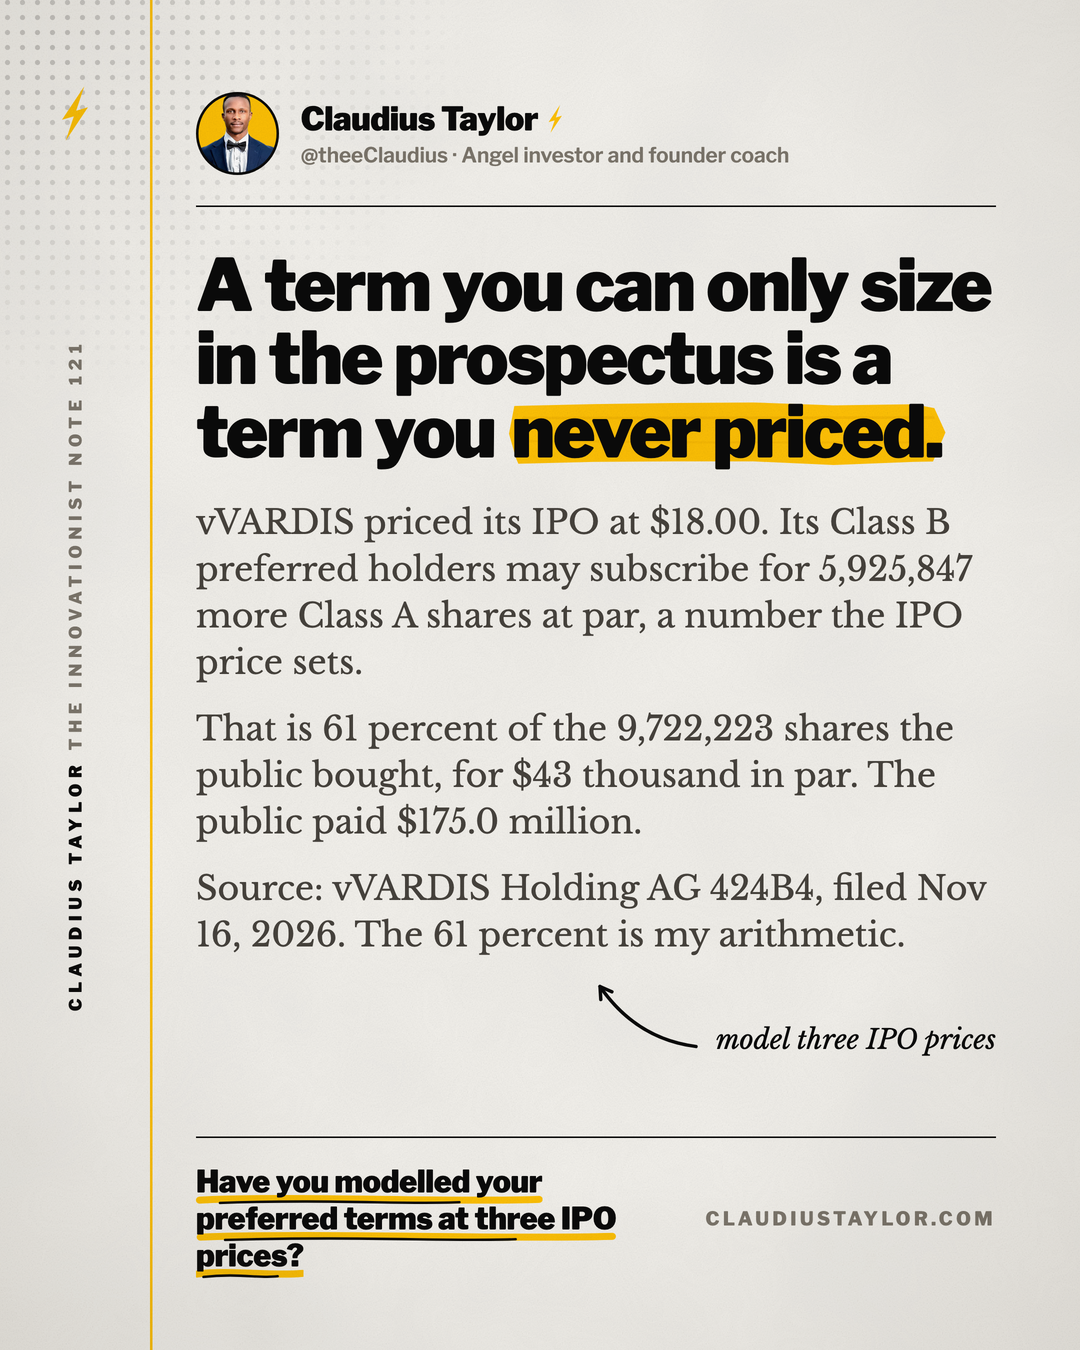 Claudius Taylor
@theeClaudius · Angel investor and founder coach
A term you can only size
in the prospectus is a
term you never priced.
vVARDIS priced its IPO at $18.00. Its Class B
preferred holders may subscribe for 5,925,847
more Class A shares at par, a number the IPO
price sets.
That is 61 percent of the 9,722,223 shares the
public bought, for $43 thousand in par. The
public paid $175.0 million.
Source: vVARDIS Holding AG 424B4, filed Nov
16, 2026. The 61 percent is my arithmetic.
model three IPO prices
Have you modelled your
preferred terms at three IPO
prices?
CLAUDIUSTAYLOR.COM
CLAUDIUS TAYLOR THE INNOVATIONIST NOTE 121